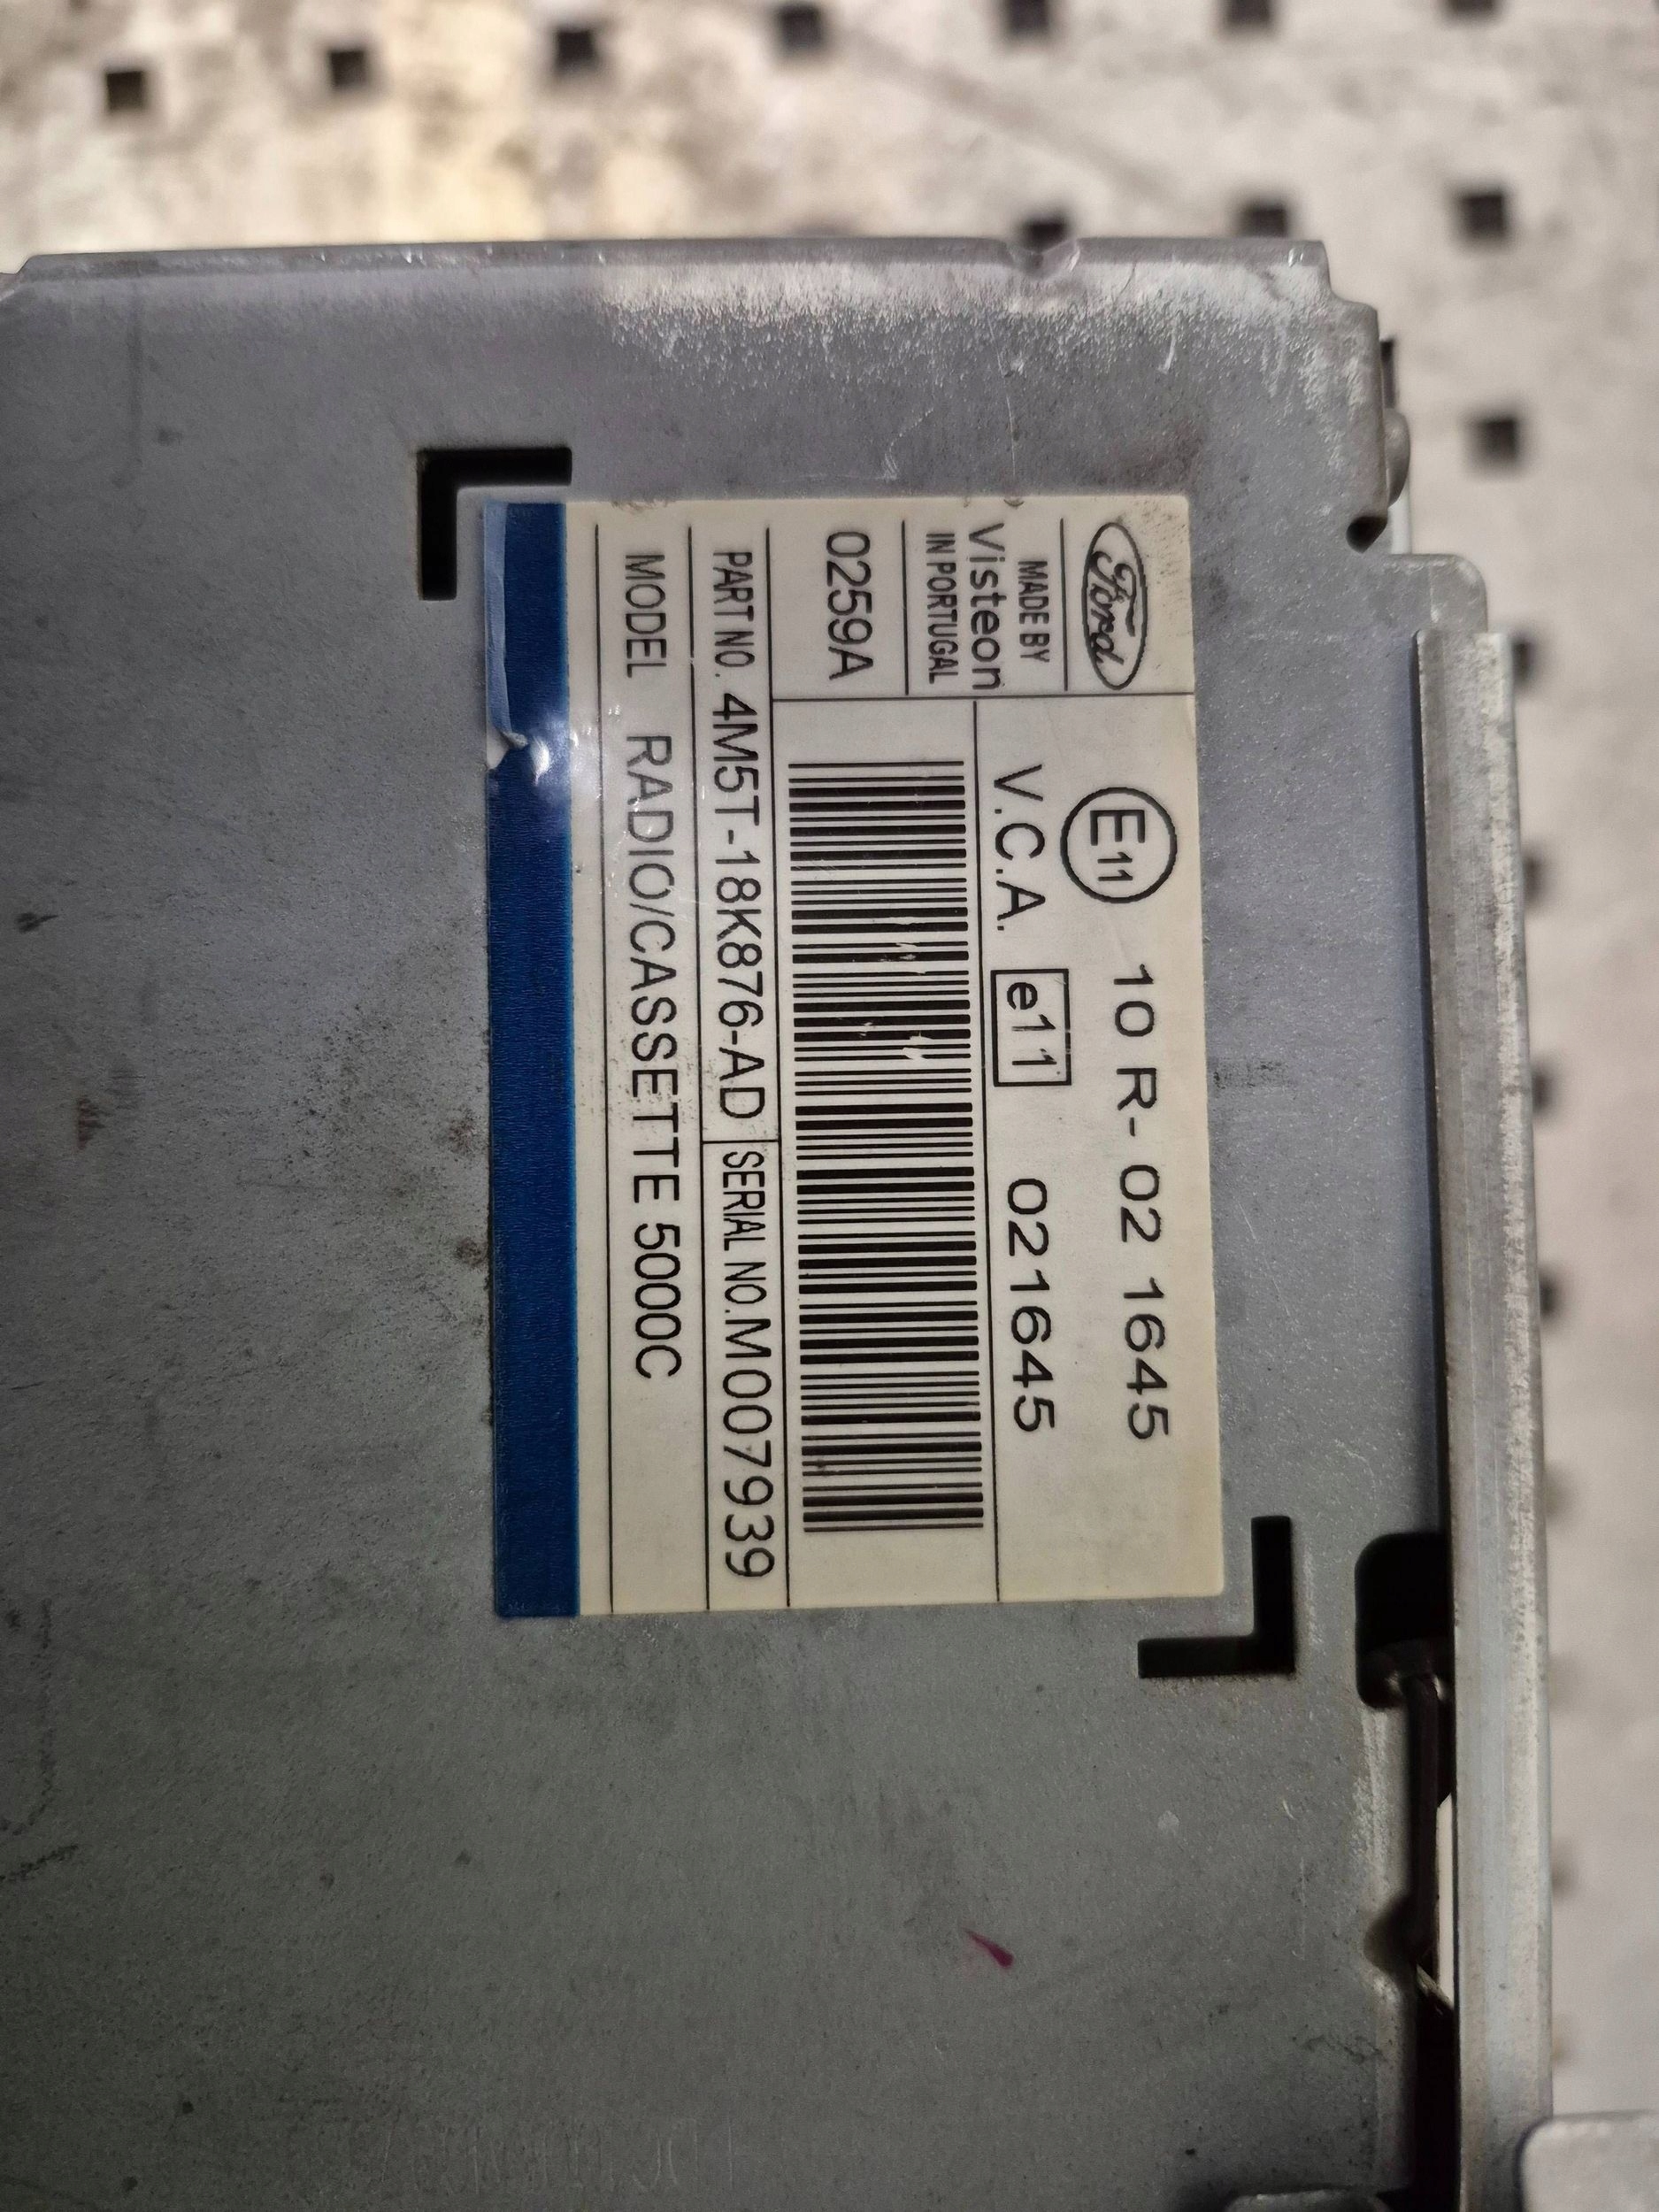 Ford
MADE BY
Visteon
IN PORTUGAL
0259A
E11 10 R-02 1645
V.C.A. e11 021645
PART NO. 4M5T-18K876-AD SERIAL NO. M007939
MODEL RADIO/CASSETTE 5000C